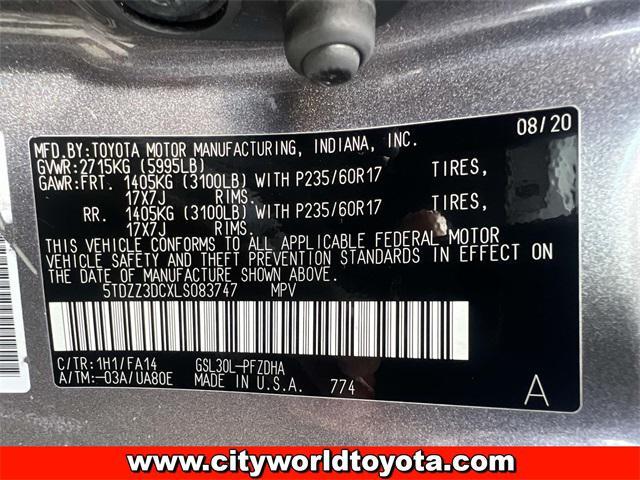 MFD.BY:TOYOTA MOTOR MANUFACTURING, INDIANA, INC. 08/20
GVWR:2715KG (5995LB)
GAWR:FRT. 1405KG (3100LB) WITH P235/60R17 TIRES,
17X7J RIMS.
RR. 1405KG (3100LB) WITH P235/60R17 TIRES,
17X7J RIMS.
THIS VEHICLE CONFORMS TO ALL APPLICABLE FEDERAL MOTOR
VEHICLE SAFETY AND THEFT PREVENTION STANDARDS IN EFFECT ON
THE DATE OF MANUFACTURE SHOWN ABOVE.
5TDZZ3DCXLS083747 MPV
C/TR:1H1/FA14 GSL30L-PFZDHA
A/TM:-03A/UA80E MADE IN U.S.A. 774 A
www.cityworldtoyota.com